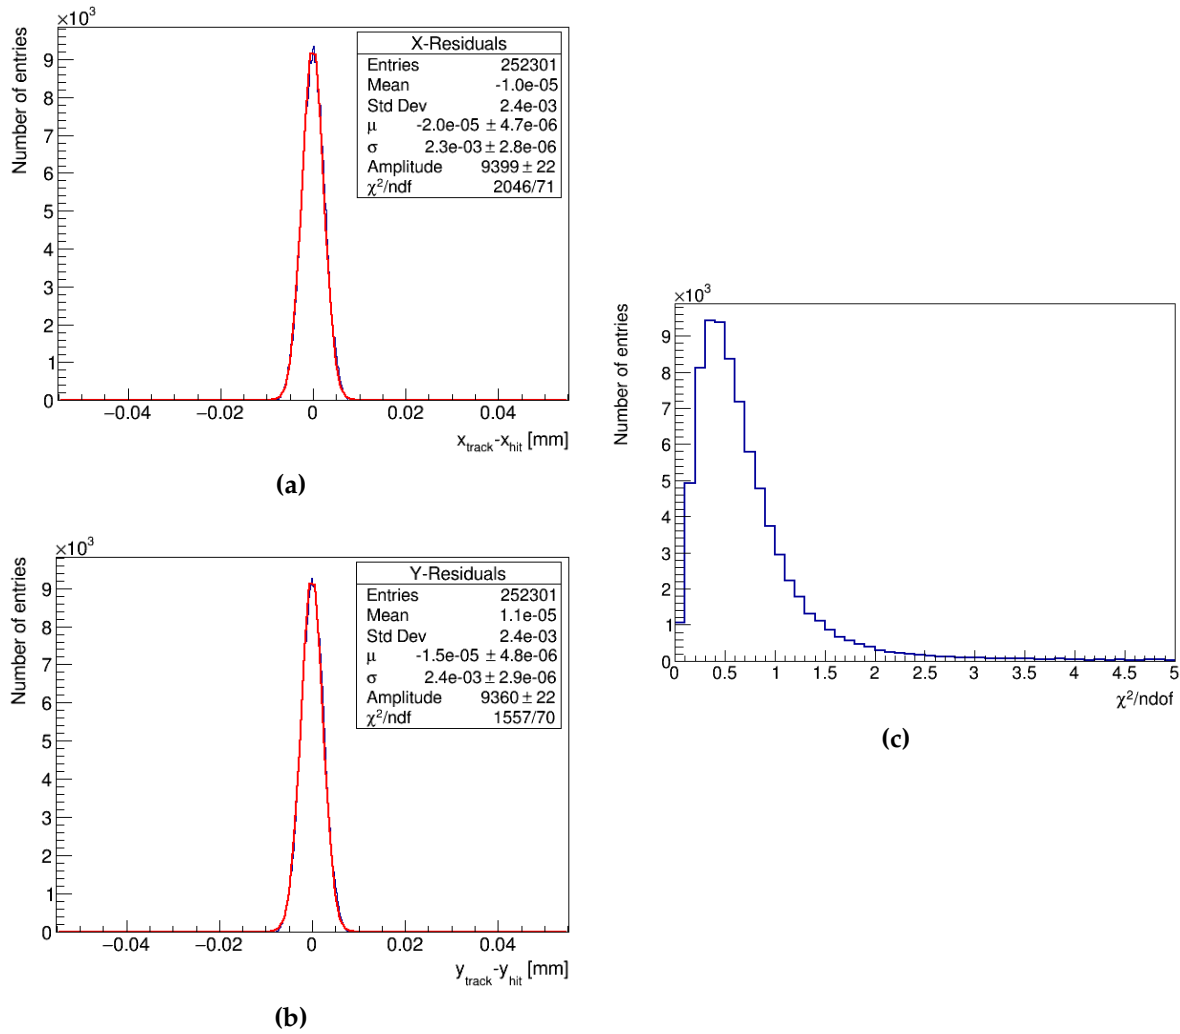 ×10³
Number of entries
9
8
7
6
5
4
3
2
1
0
−0.04
−0.02
0
0.02
0.04
x_track-x_hit [mm]
X-Residuals
Entries 252301
Mean -1.0e-05
Std Dev 2.4e-03
μ -2.0e-05 ± 4.7e-06
σ 2.3e-03 ± 2.8e-06
Amplitude 9399 ± 22
χ²/ndf 2046/71
(a)
×10³
Number of entries
9
8
7
6
5
4
3
2
1
0
−0.04
−0.02
0
0.02
0.04
y_track-y_hit [mm]
Y-Residuals
Entries 252301
Mean 1.1e-05
Std Dev 2.4e-03
μ -1.5e-05 ± 4.8e-06
σ 2.4e-03 ± 2.9e-06
Amplitude 9360 ± 22
χ²/ndf 1557/70
(b)
×10³
Number of entries
9
8
7
6
5
4
3
2
1
0
0
0.5
1
1.5
2
2.5
3
3.5
4
4.5
5
χ²/ndof
(c)